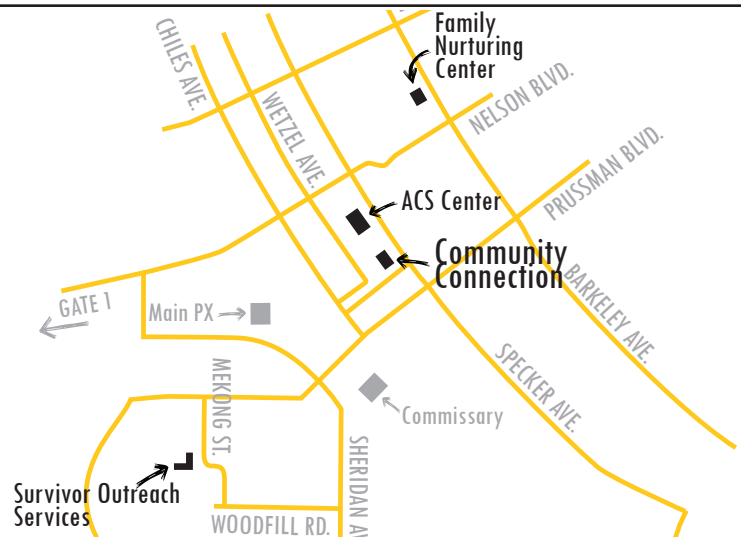 Family
Nurturing
Center
CHILES AVE.
WETZEL AVE.
NELSON BLVD.
PRUSSMAN BLVD.
ACS Center
Community
Connection
BARKELEY AVE.
GATE 1
Main PX
SPECKER AVE.
MEKONG ST.
Commissary
SHERIDAN AV
Survivor Outreach
Services
WOODFILL RD.